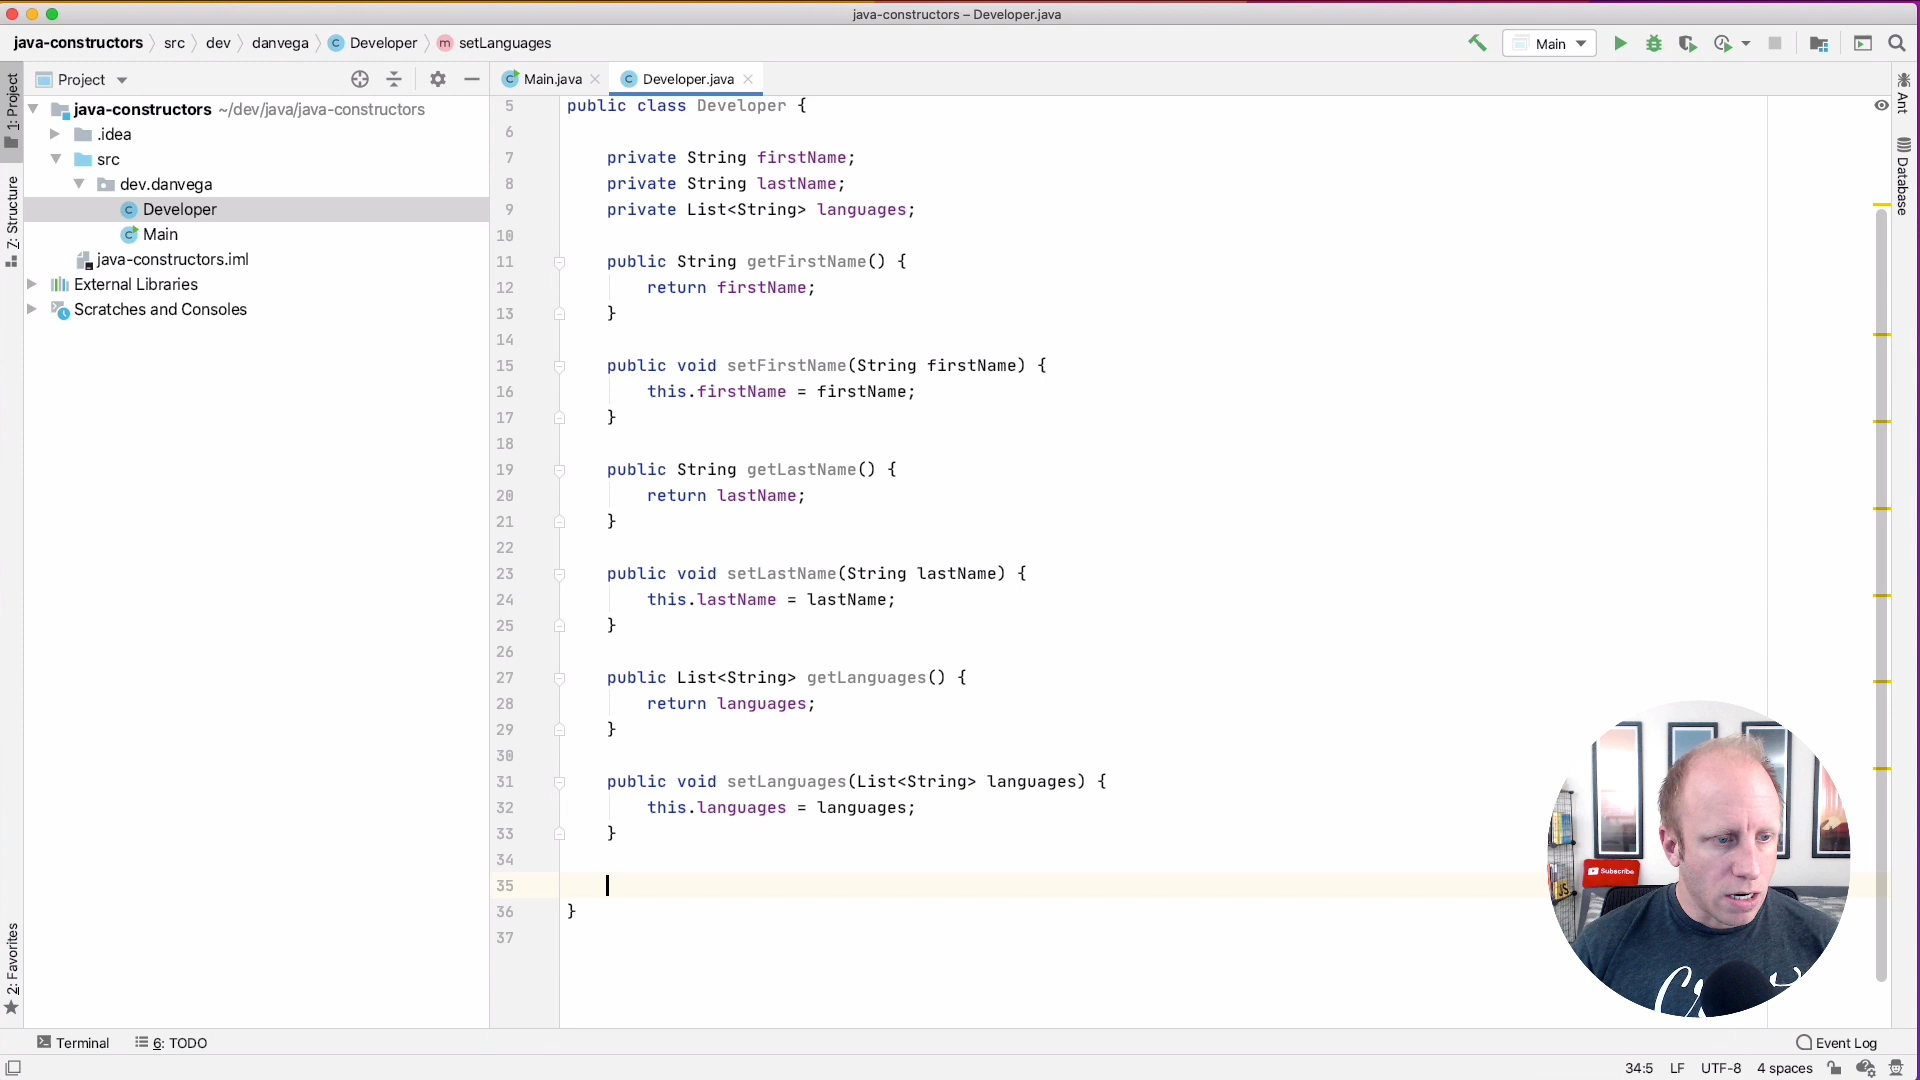 java-constructors – Developer.java
java-constructors src dev danvega Developer setLanguages
Main
Project
Main.java
Developer.java
1: Project
7: Structure
2: Favorites
java-constructors ~/dev/java/java-constructors
.idea
src
dev.danvega
Developer
Main
java-constructors.iml
External Libraries
Scratches and Consoles
5 public class Developer {
6
7 private String firstName;
8 private String lastName;
9 private List<String> languages;
10
11 public String getFirstName() {
12 return firstName;
13 }
14
15 public void setFirstName(String firstName) {
16 this.firstName = firstName;
17 }
18
19 public String getLastName() {
20 return lastName;
21 }
22
23 public void setLastName(String lastName) {
24 this.lastName = lastName;
25 }
26
27 public List<String> getLanguages() {
28 return languages;
29 }
30
31 public void setLanguages(List<String> languages) {
32 this.languages = languages;
33 }
34
35
36 }
37
Ant
Database
Subscribe
JS
Terminal
6: TODO
Event Log
34:5 LF UTF-8 4 spaces